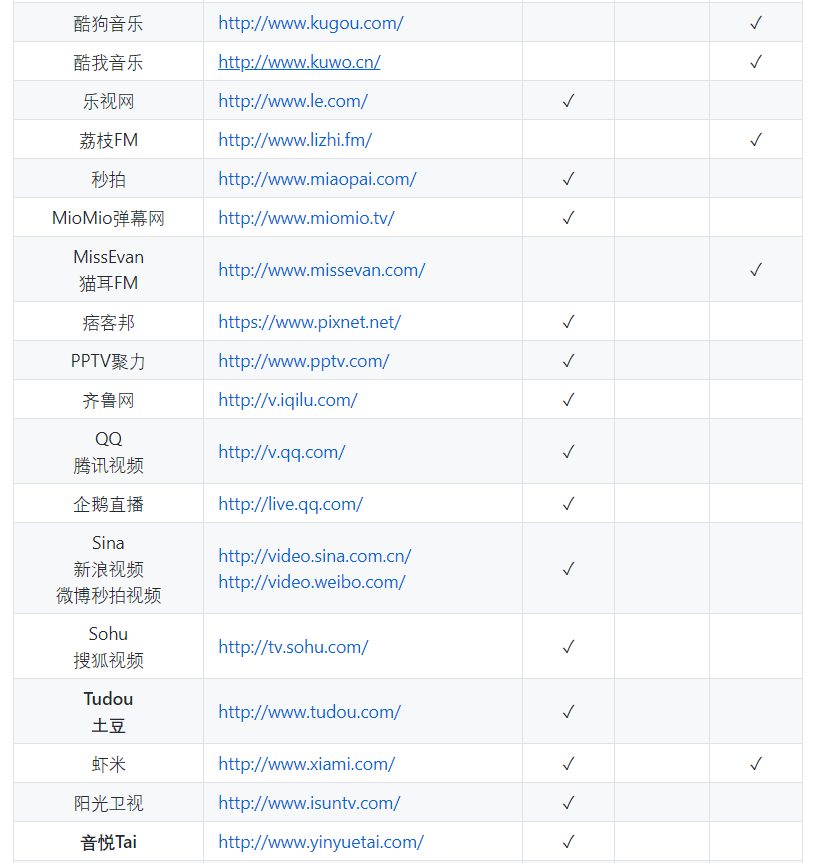 酷狗音乐 http://www.kugou.com/ ✓
酷我音乐 http://www.kuwo.cn/ ✓
乐视网 http://www.le.com/ ✓
荔枝FM http://www.lizhi.fm/ ✓
秒拍 http://www.miaopai.com/ ✓
MioMio弹幕网 http://www.miomio.tv/ ✓
MissEvan
猫耳FM http://www.missevan.com/ ✓
痞客邦 https://www.pixnet.net/ ✓
PPTV聚力 http://www.pptv.com/ ✓
齐鲁网 http://v.iqilu.com/ ✓
QQ
腾讯视频 http://v.qq.com/ ✓
企鹅直播 http://live.qq.com/ ✓
Sina
新浪视频
微博秒拍视频 http://video.sina.com.cn/
http://video.weibo.com/ ✓
Sohu
搜狐视频 http://tv.sohu.com/ ✓
Tudou
土豆 http://www.tudou.com/ ✓
虾米 http://www.xiami.com/ ✓ ✓
阳光卫视 http://www.isuntv.com/ ✓
音悦Tai http://www.yinyuetai.com/ ✓